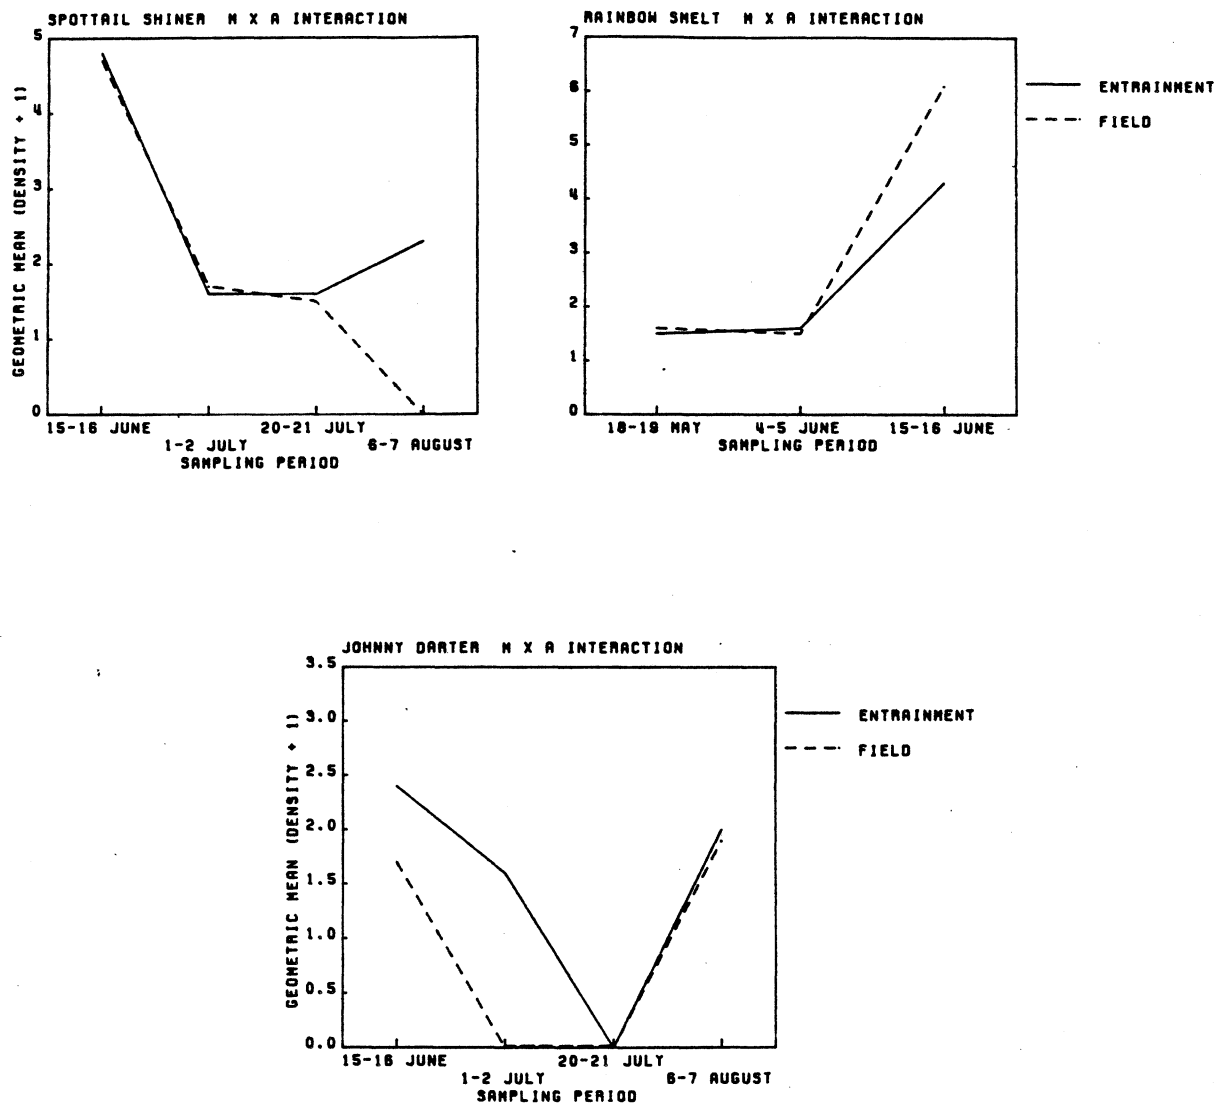 SPOTTAIL SHINER M X A INTERACTION
5
4
3
2
1
0
GEOMETRIC MEAN (DENSITY + 1)
15-16 JUNE
20-21 JULY
1-2 JULY
6-7 AUGUST
SAMPLING PERIOD
RAINBOW SMELT M X A INTERACTION
7
6
5
4
3
2
1
0
18-19 MAY
4-5 JUNE
15-16 JUNE
SAMPLING PERIOD
ENTRAINMENT
FIELD
JOHNNY DARTER M X A INTERACTION
3.5
3.0
2.5
2.0
1.5
1.0
0.5
0.0
GEOMETRIC MEAN (DENSITY + 1)
15-16 JUNE
20-21 JULY
1-2 JULY
6-7 AUGUST
SAMPLING PERIOD
ENTRAINMENT
FIELD